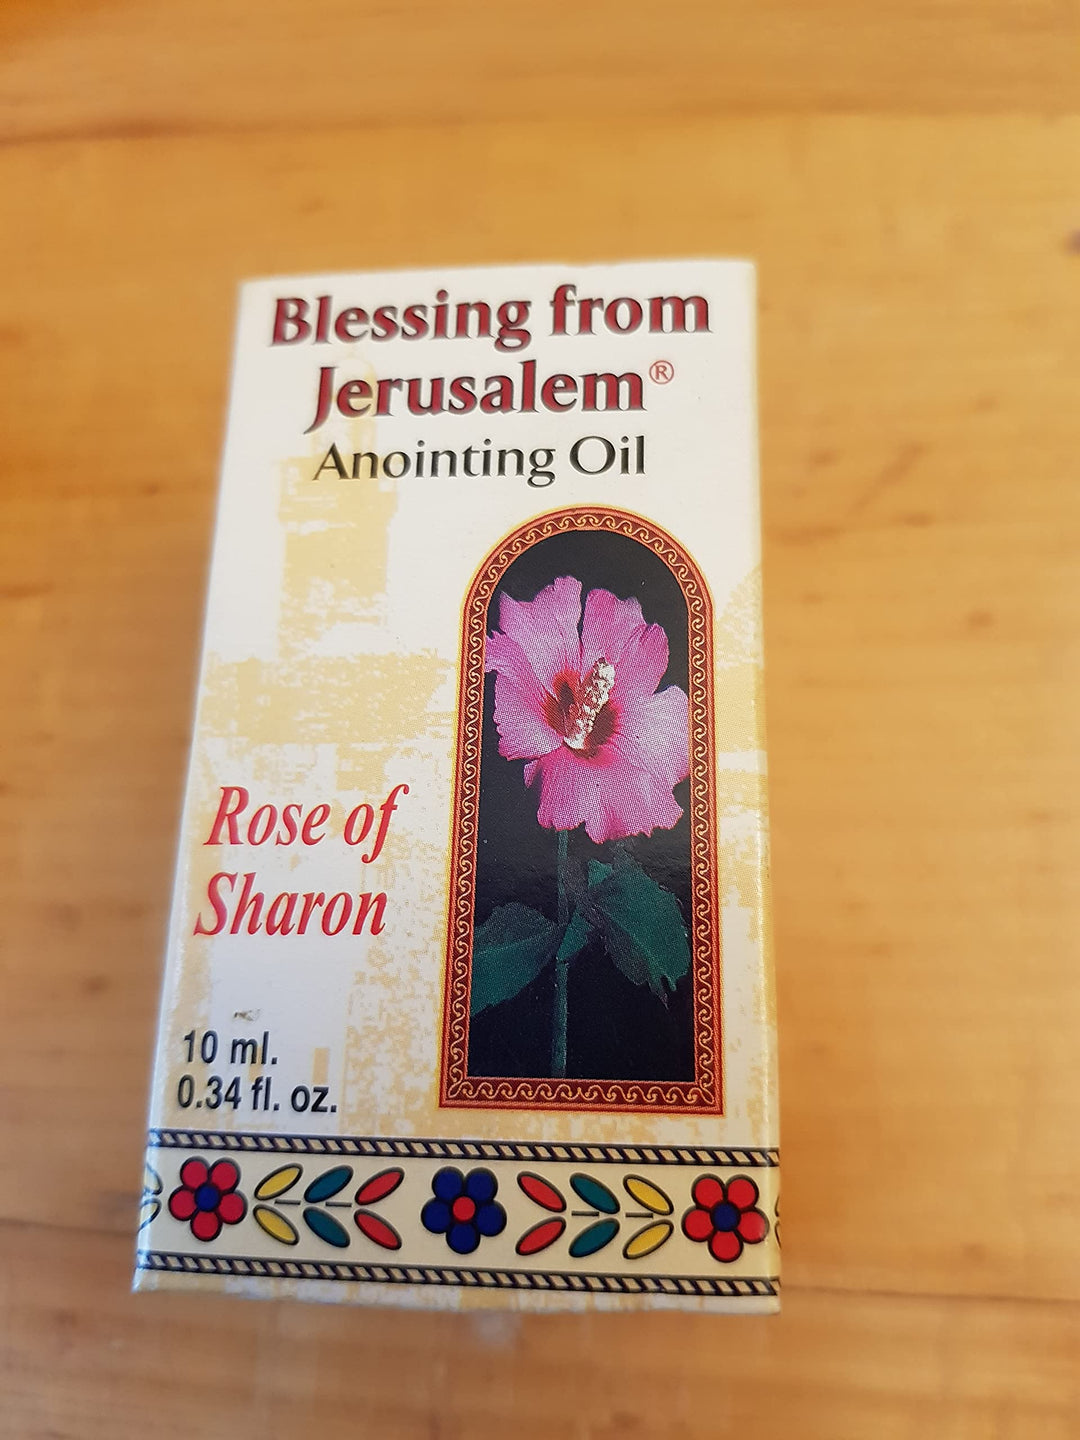 Blessing from
Jerusalem®
Anointing Oil
Rose of
Sharon
10 ml.
0.34 fl. oz.